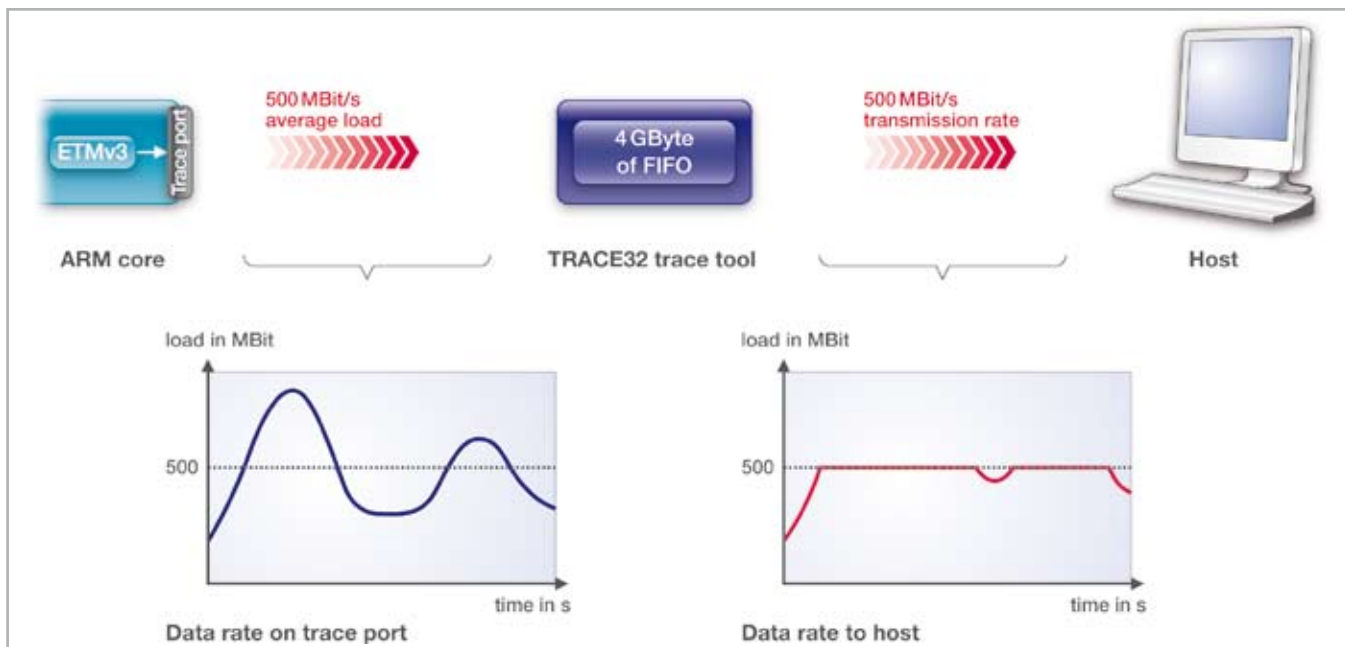 500 MBit/s
average load
500 MBit/s
transmission rate
ETMv3
Trace port
4 GByte
of FIFO
ARM core
TRACE32 trace tool
Host
load in MBit
500
time in s
Data rate on trace port
load in MBit
500
time in s
Data rate to host